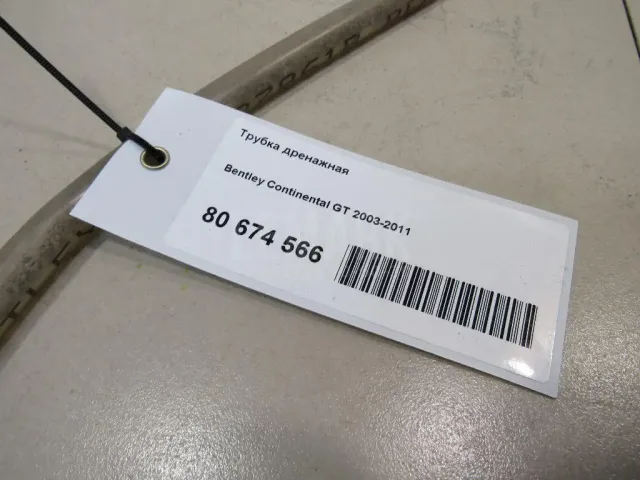 Трубка дренажная
Bentley Continental GT 2003-2011
80 674 566